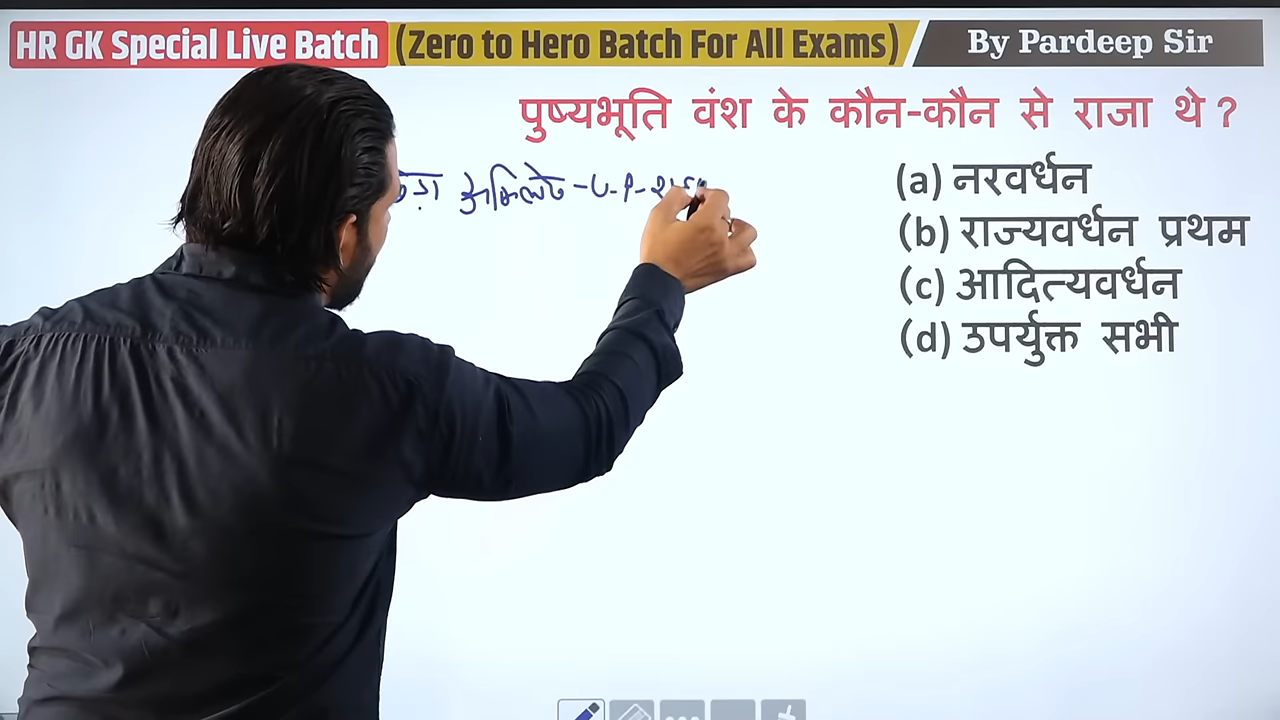 HR GK Special Live Batch (Zero to Hero Batch For All Exams) By Pardeep Sir
पुष्यभूति वंश के कौन-कौन से राजा थे ?
अभिलेख - U.P -
(a) नरवर्धन
(b) राज्यवर्धन प्रथम
(c) आदित्यवर्धन
(d) उपर्युक्त सभी